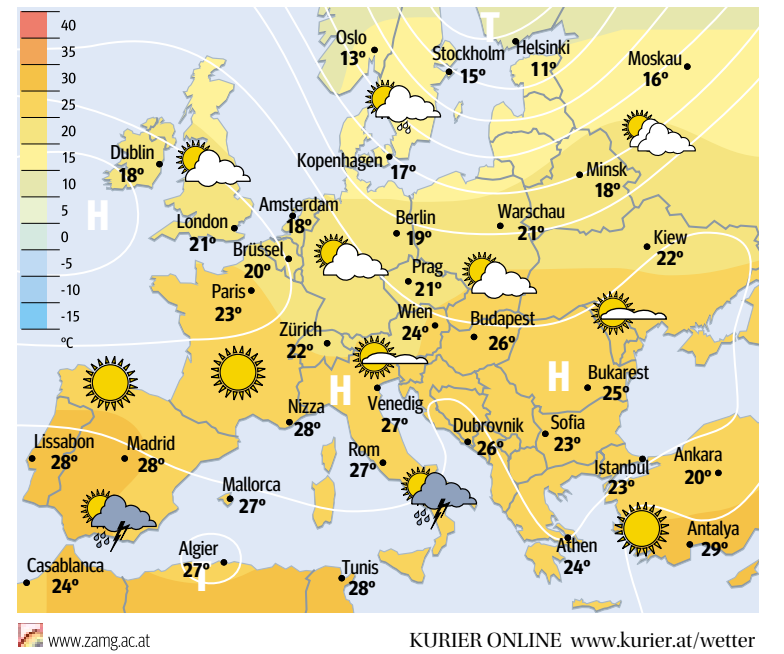 40
35
30
25
20
15
10
5
0
-5
-10
-15
°C
T
Oslo
13°
Stockholm
15°
Helsinki
11°
Moskau
16°
Dublin
18°
Kopenhagen
17°
Minsk
18°
H
London
21°
Amsterdam
18°
Berlin
19°
Warschau
21°
Brüssel
20°
Kiew
22°
Paris
23°
Prag
21°
Wien
24°
Budapest
26°
Zürich
22°
H
H
Bukarest
25°
Nizza
28°
Venedig
27°
Dubrovnik
26°
Sofia
23°
Lissabon
28°
Madrid
28°
Rom
27°
Istanbul
23°
Ankara
20°
Mallorca
27°
Antalya
29°
Casablanca
24°
Algier
27°
T
Tunis
28°
Athen
24°
www.zamg.ac.at
KURIER ONLINE www.kurier.at/wetter